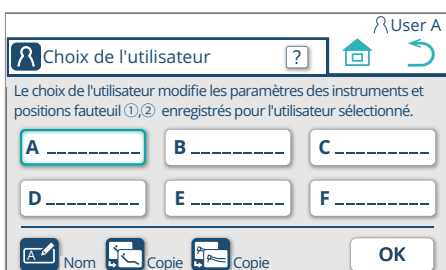 User A
Choix de l'utilisateur ?
Le choix de l'utilisateur modifie les paramètres des instruments et
positions fauteuil ①,② enregistrés pour l'utilisateur sélectionné.
A _________ B _________ C _________
D _________ E _________ F _________
A Nom Copie Copie OK